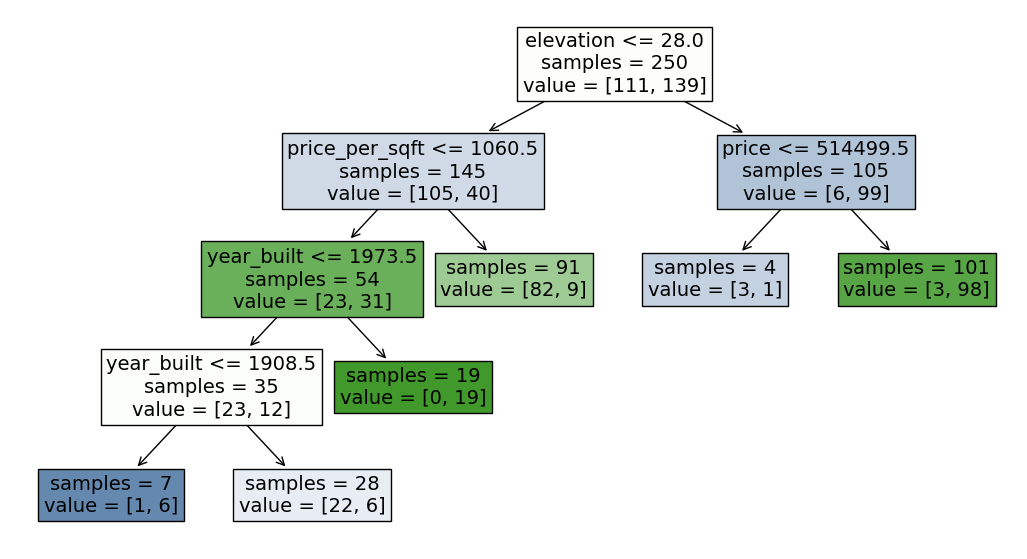 elevation <= 28.0
samples = 250
value = [111, 139]
price_per_sqft <= 1060.5
samples = 145
value = [105, 40]
price <= 514499.5
samples = 105
value = [6, 99]
year_built <= 1973.5
samples = 54
value = [23, 31]
samples = 91
value = [82, 9]
samples = 4
value = [3, 1]
samples = 101
value = [3, 98]
year_built <= 1908.5
samples = 35
value = [23, 12]
samples = 19
value = [0, 19]
samples = 7
value = [1, 6]
samples = 28
value = [22, 6]